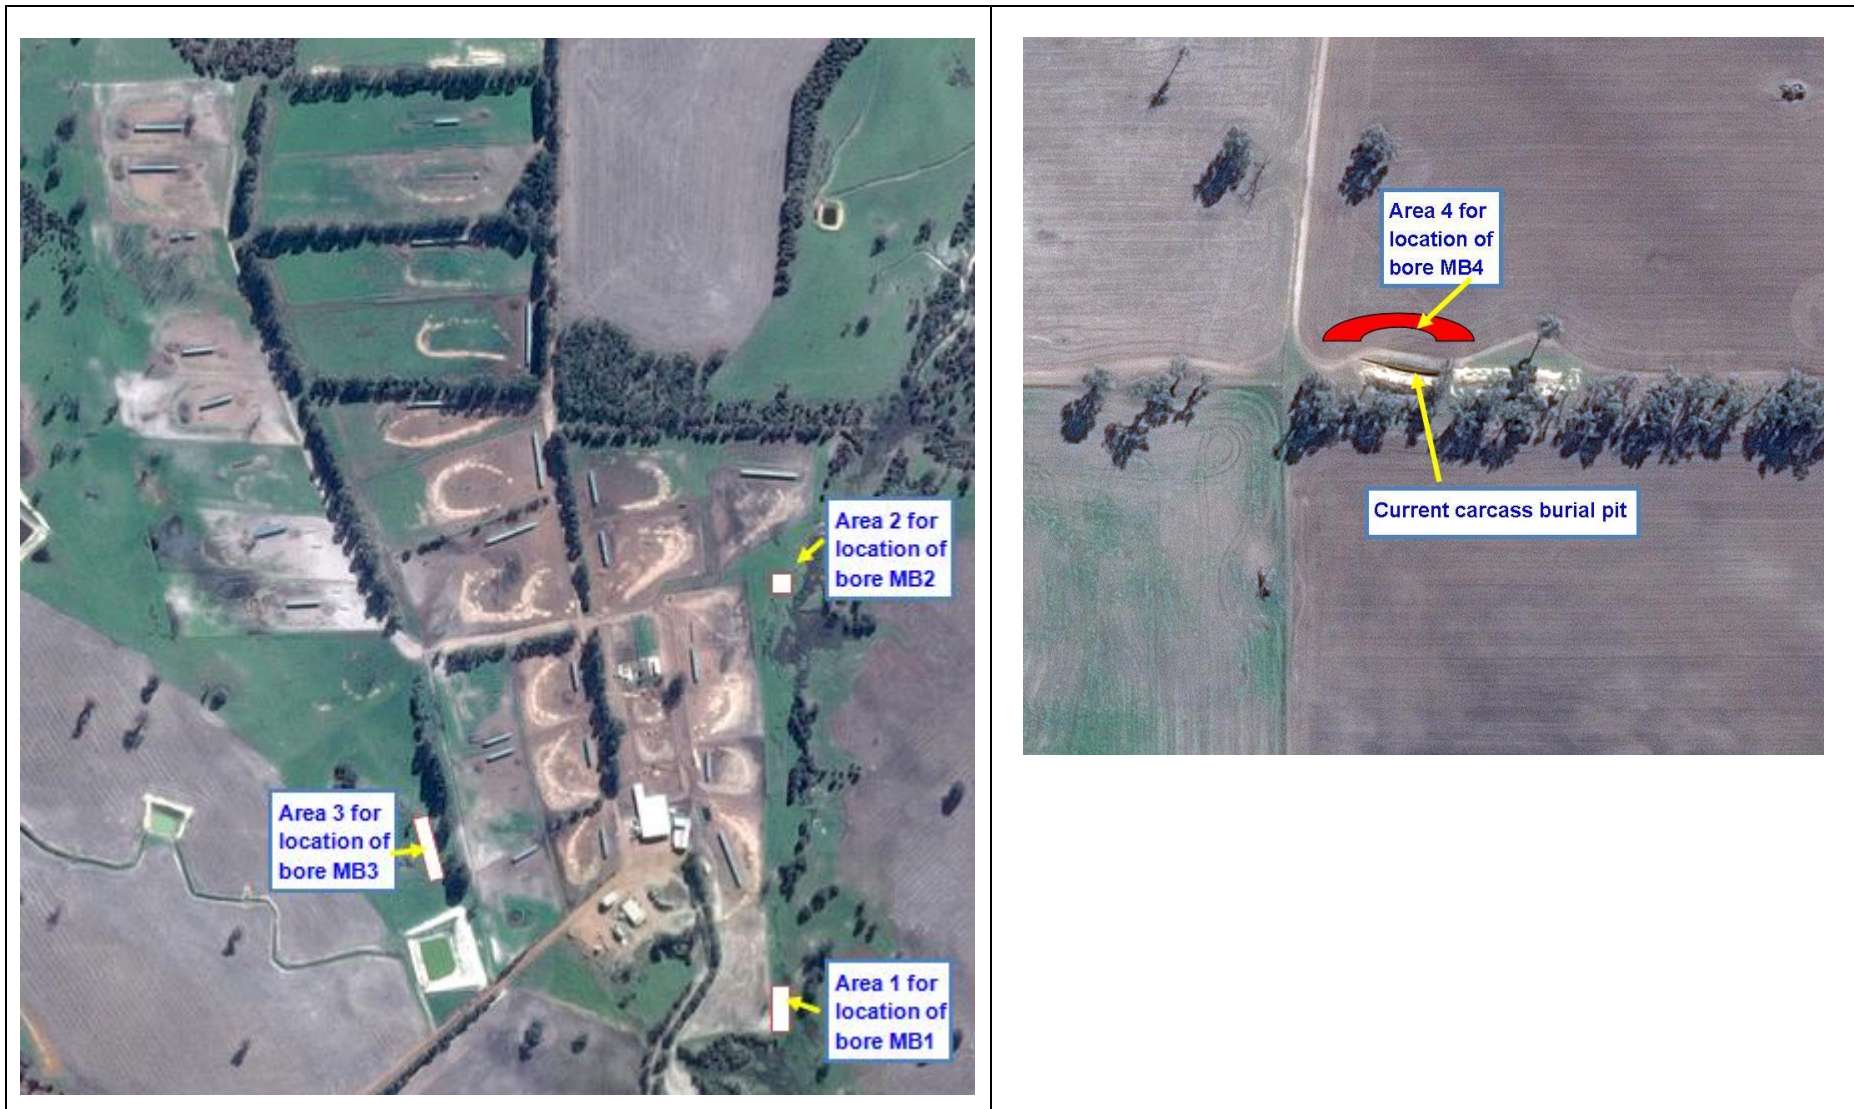 Area 2 for
location of
bore MB2
Area 3 for
location of
bore MB3
Area 1 for
location of
bore MB1
Area 4 for
location of
bore MB4
Current carcass burial pit